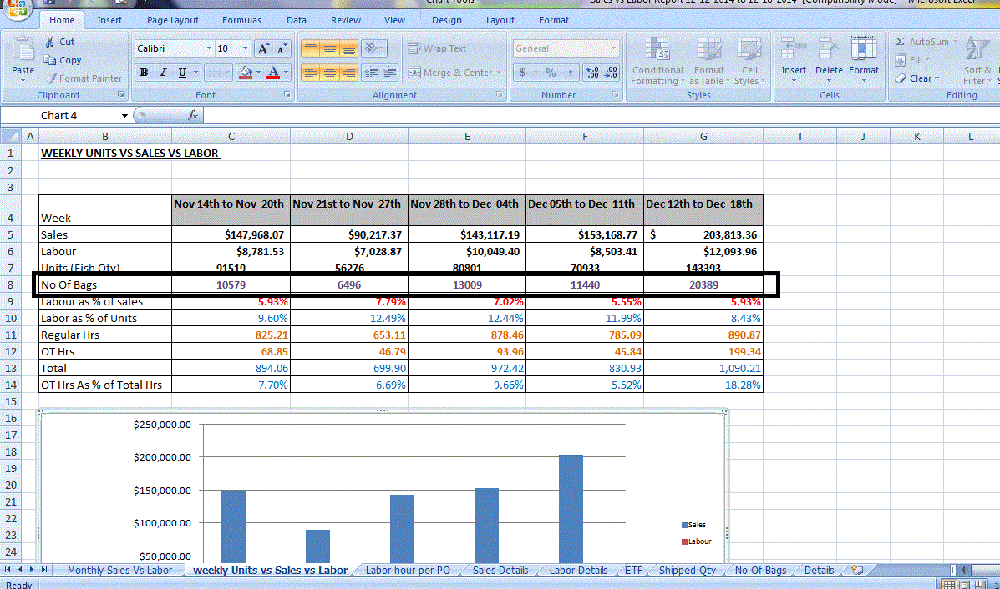 Chart Tools Sales vs Labor Report 12-12-2014 to 12-18-2014 [Compatibility Mode] - Microsoft Excel
Home Insert Page Layout Formulas Data Review View Design Layout Format
Cut
Copy
Format Painter
Paste
Clipboard
Calibri 10
B I U
Font
Wrap Text
Merge & Center
Alignment
General
$ % ,
Number
Conditional Formatting
Format as Table
Cell Styles
Styles
Insert Delete Format
Cells
AutoSum
Fill
Clear
Sort & Filter
Editing
Chart 4 fx
A B C D E F G I J K L
1 WEEKLY UNITS VS SALES VS LABOR
2
3
4 Week Nov 14th to Nov 20th Nov 21st to Nov 27th Nov 28th to Dec 04th Dec 05th to Dec 11th Dec 12th to Dec 18th
5 Sales $147,968.07 $90,217.37 $143,117.19 $153,168.77 $ 203,813.36
6 Labour $8,781.53 $7,028.87 $10,049.40 $8,503.41 $12,093.96
7 Units (Fish Qty) 91519 56276 80801 70933 143393
8 No Of Bags 10579 6496 13009 11440 20389
9 Labour as % of sales 5.93% 7.79% 7.02% 5.55% 5.93%
10 Labor as % of Units 9.60% 12.49% 12.44% 11.99% 8.43%
11 Regular Hrs 825.21 653.11 878.46 785.09 890.87
12 OT Hrs 68.85 46.79 93.96 45.84 199.34
13 Total 894.06 699.90 972.42 830.93 1,090.21
14 OT Hrs As % of Total Hrs 7.70% 6.69% 9.66% 5.52% 18.28%
15
16
17
18
19
20
21
22
23
24
$250,000.00
$200,000.00
$150,000.00
$100,000.00
$50,000.00
Sales
Labour
Monthly Sales Vs Labor weekly Units vs Sales vs Labor Labor hour per PO Sales Details Labor Details ETF Shipped Qty No Of Bags Details
Ready